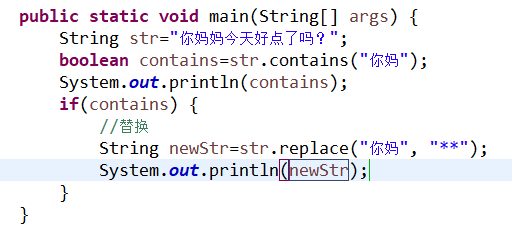 public static void main(String[] args) {
String str="你妈妈今天好点了吗？";
boolean contains=str.contains("你妈");
System.out.println(contains);
if(contains) {
//替换
String newStr=str.replace("你妈", "**");
System.out.println(newStr);
}
}